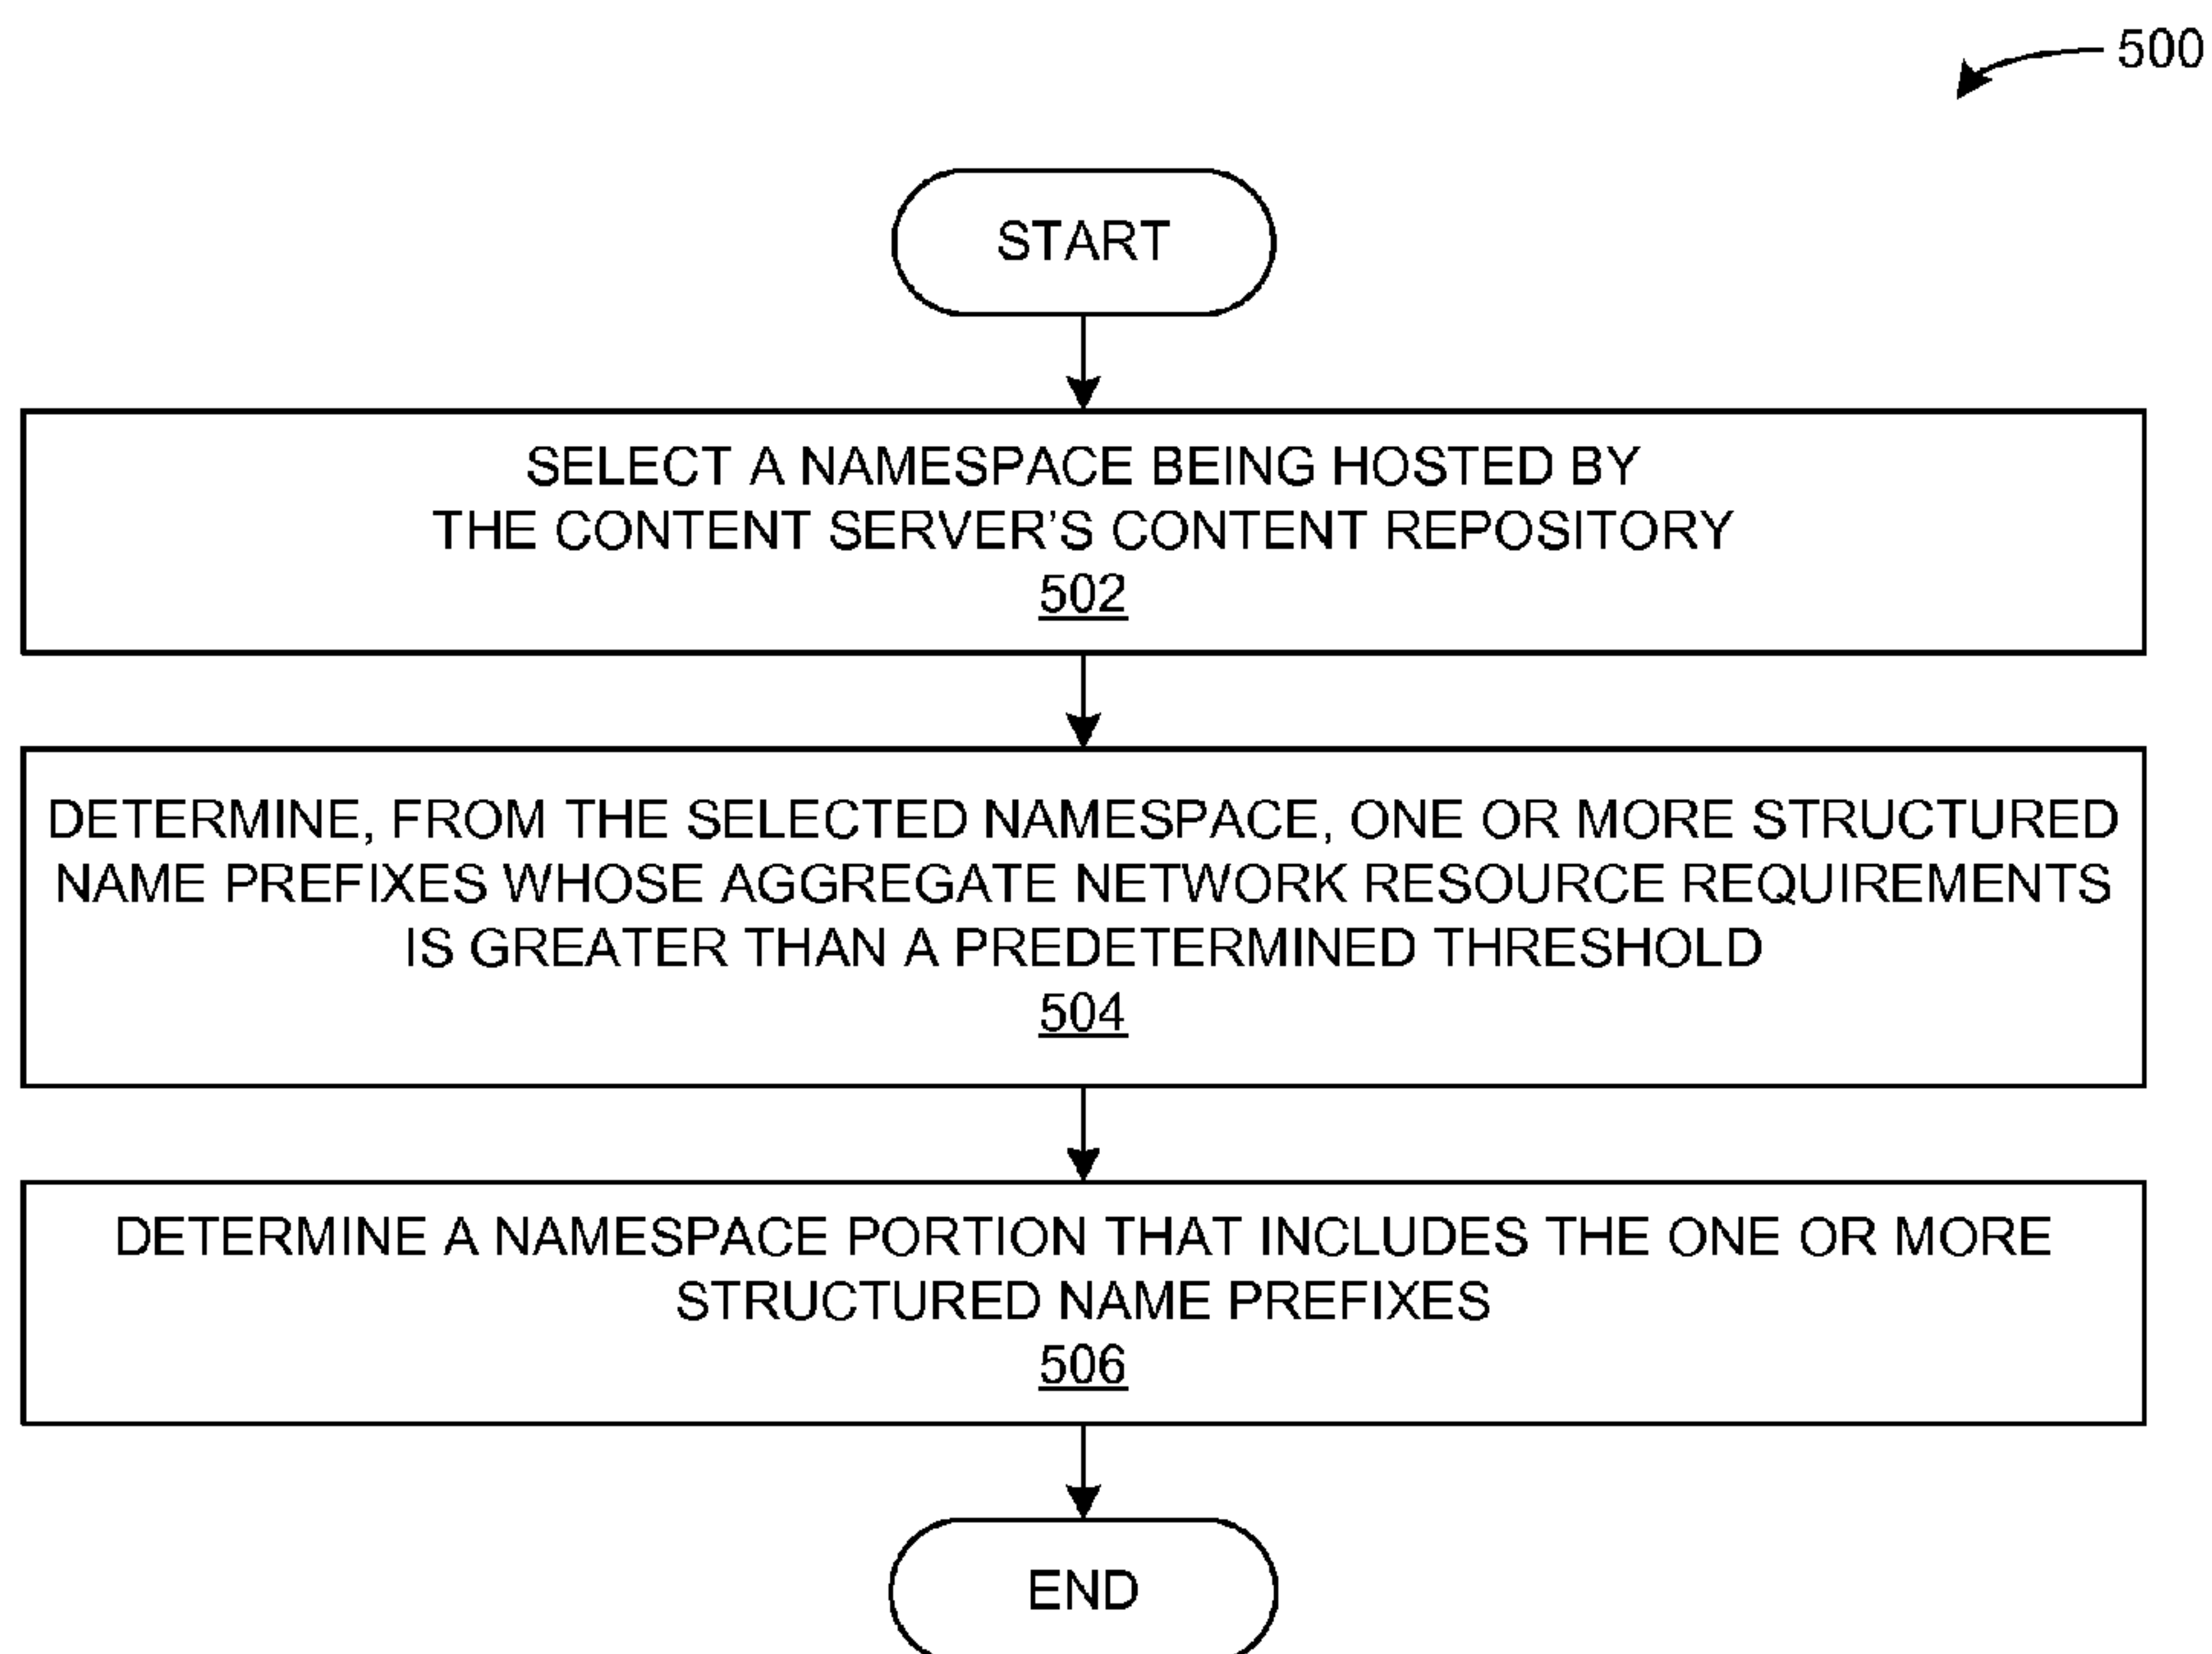 500
START
SELECT A NAMESPACE BEING HOSTED BY
THE CONTENT SERVER'S CONTENT REPOSITORY
502
DETERMINE, FROM THE SELECTED NAMESPACE, ONE OR MORE STRUCTURED
NAME PREFIXES WHOSE AGGREGATE NETWORK RESOURCE REQUIREMENTS
IS GREATER THAN A PREDETERMINED THRESHOLD
504
DETERMINE A NAMESPACE PORTION THAT INCLUDES THE ONE OR MORE
STRUCTURED NAME PREFIXES
506
END